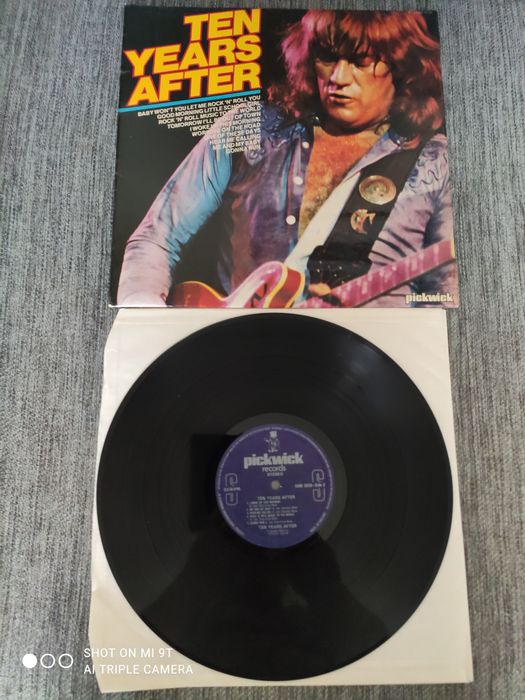 TEN
YEARS
AFTER
BABY WON'T YOU LET ME ROCK 'N' ROLL YOU
GOOD MORNING LITTLE SCHOOLGIRL
ROCK 'N' ROLL MUSIC TO THE WORLD
TOMORROW I'LL BE OUT OF TOWN
I WOKE UP THIS MORNING
WORKING ON THE ROAD
ONE OF THESE DAYS
HEAR ME CALLING
ME AND MY BABY
GONNA RUN
pickwick
pickwick
records
STEREO
S
S
TEN YEARS AFTER
TEN YEARS AFTER
SHOT ON MI 9T
AI TRIPLE CAMERA